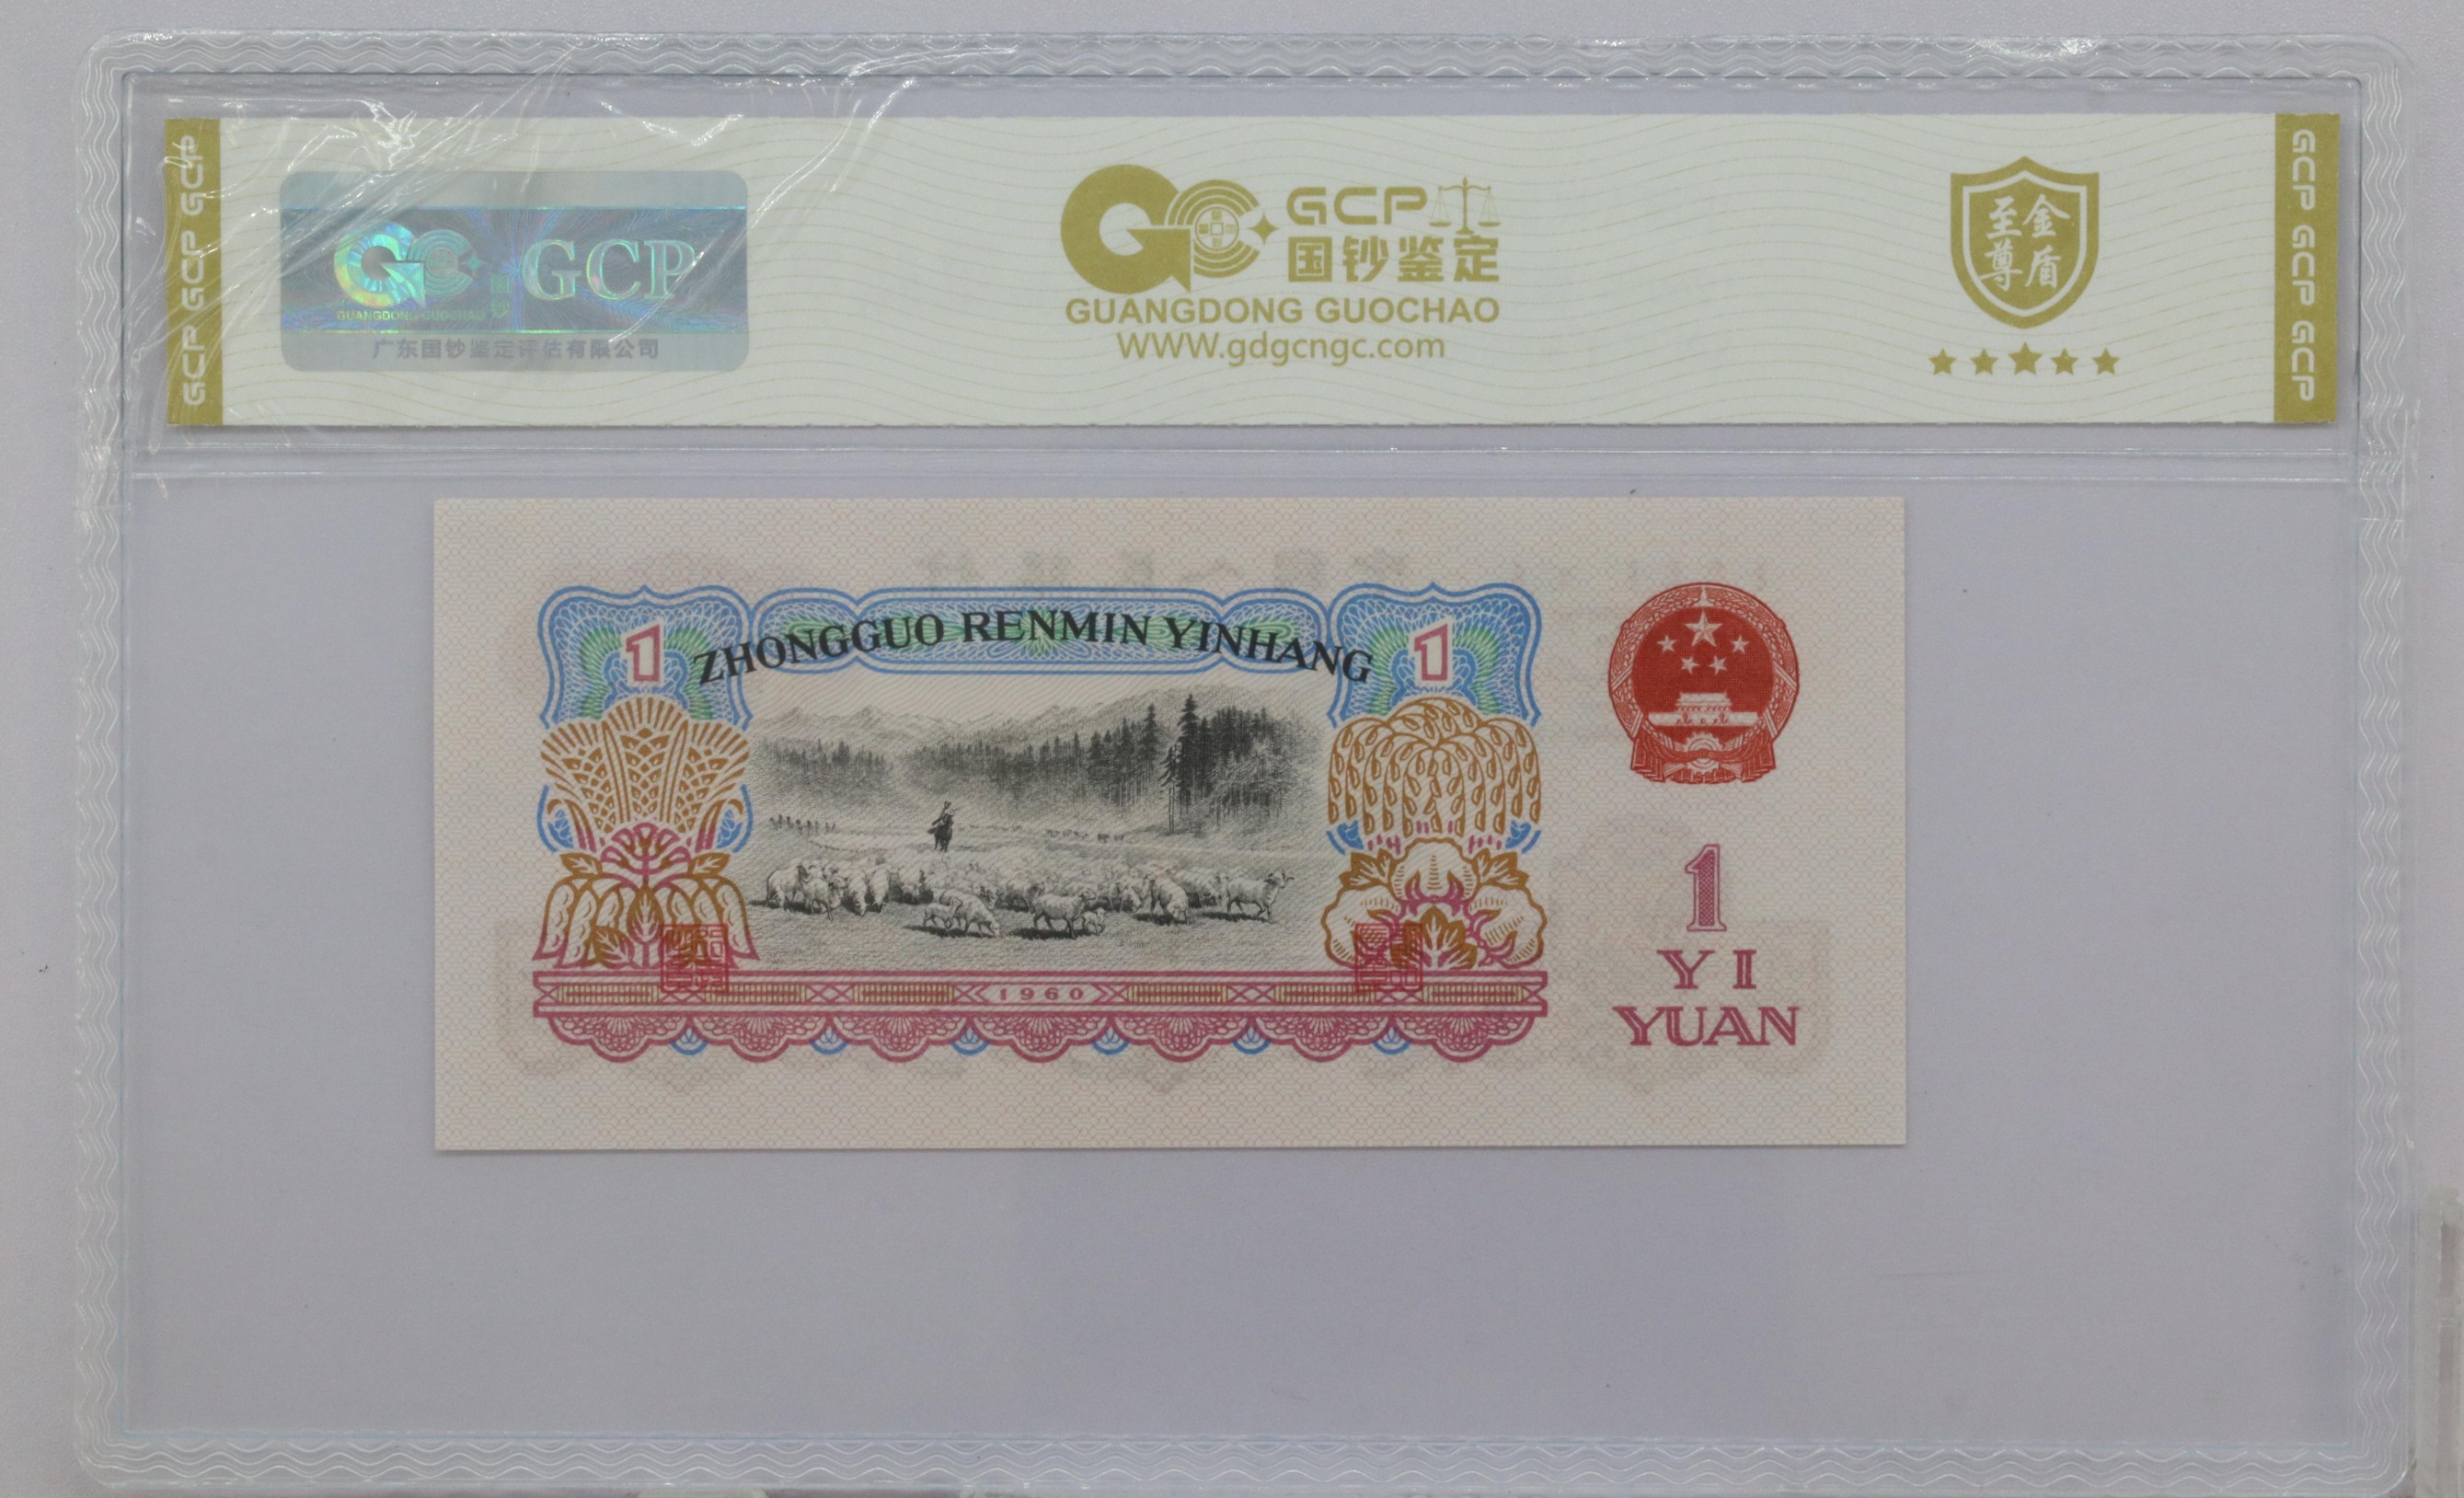 GCP GCP GCP
GCP
国钞
GUANGDONG GUOCHAO
广东国钞鉴定评估有限公司
GCP
国钞鉴定
GUANGDONG GUOCHAO
WWW.gdgcngc.com
至尊金盾
GCP GCP GCP
ZHONGGUO RENMIN YINHANG
1
1
1960
1
YI
YUAN